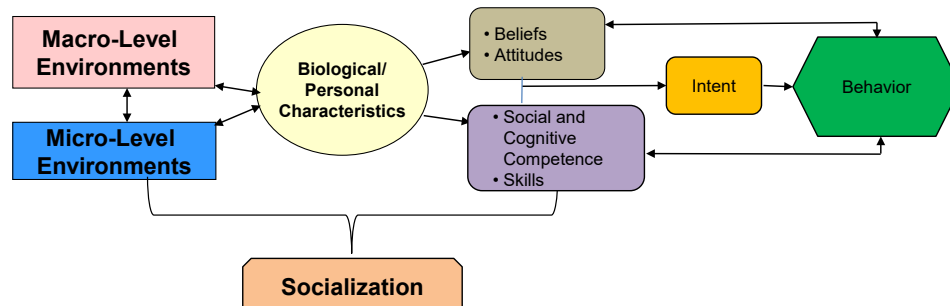 Macro-Level
Environments
Micro-Level
Environments
Biological/
Personal
Characteristics
• Beliefs
• Attitudes
• Social and
Cognitive
Competence
• Skills
Intent
Behavior
Socialization